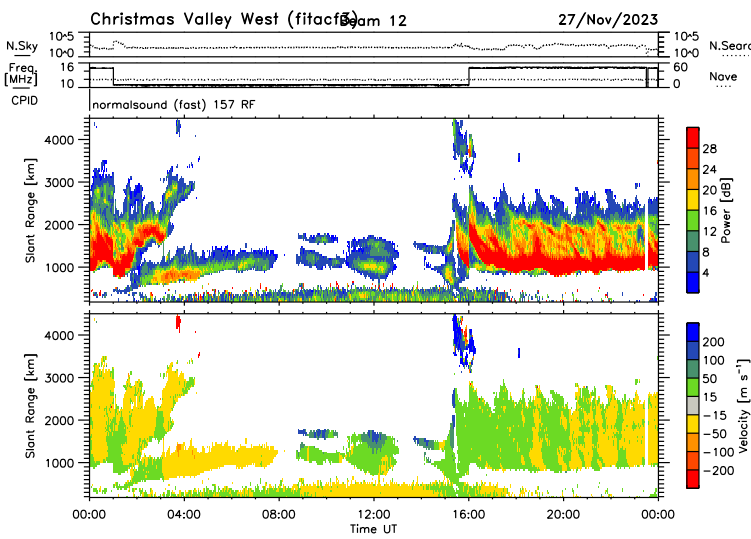 Christmas Valley West (fitacf3) Beam 12 27/Nov/2023
N.Sky 10^5 10^0 10^5 10^0 N.Search
Freq. [MHz] 16 10 60 0 Nave
CPID normalsound (fast) 157 RF
Slant Range [km] 4000 3000 2000 1000
Power [dB] 28 24 20 16 12 8 4
Slant Range [km] 4000 3000 2000 1000
Velocity [m s⁻¹] 200 100 50 15 -15 -50 -100 -200
00:00 04:00 08:00 12:00 16:00 20:00 00:00
Time UT